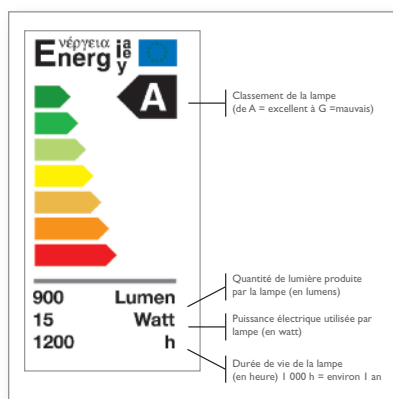 Ενέργεια
Energ ia
ie
y
A
Classement de la lampe
(de A = excellent à G =mauvais)
Quantité de lumière produite
par la lampe (en lumens)
900 Lumen
Puissance électrique utilisée par
lampe (en watt)
15 Watt
1200 h
Durée de vie de la lampe
(en heure) 1 000 h = environ 1 an